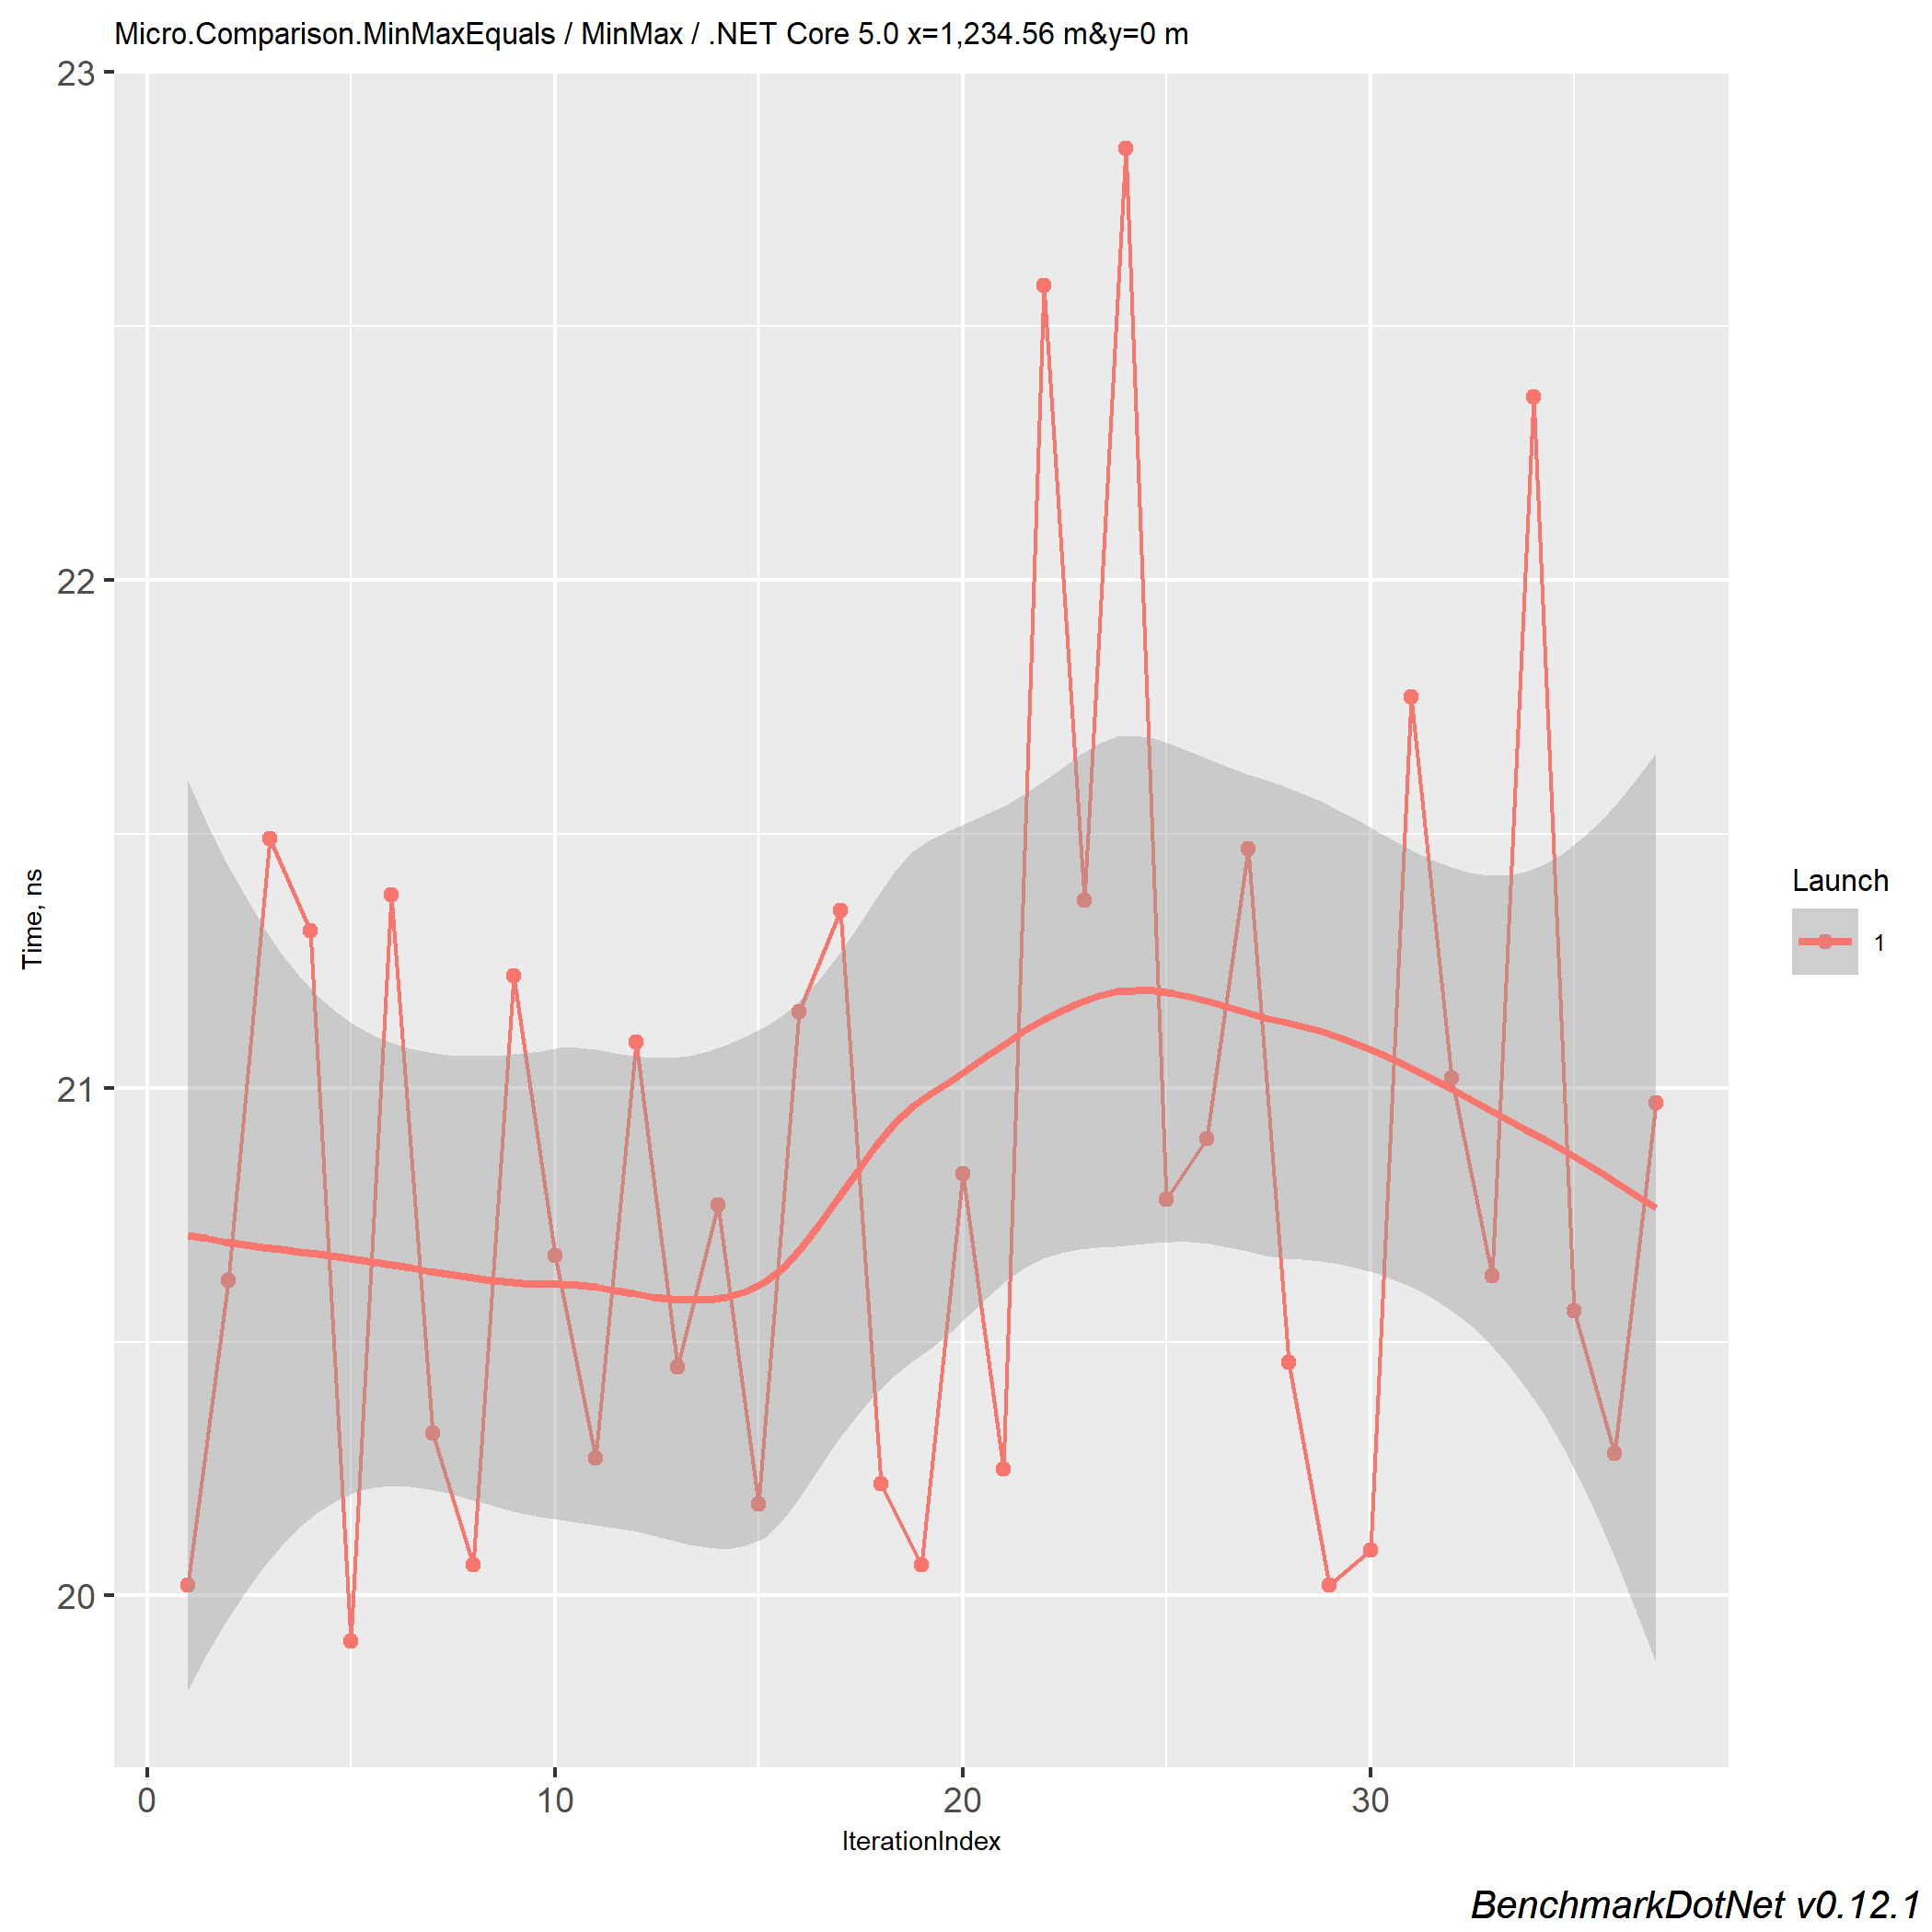 Micro.Comparison.MinMaxEquals / MinMax / .NET Core 5.0 x=1,234.56 m&y=0 m
23
22
21
20
Time, ns
0 10 20 30
IterationIndex
Launch
1
BenchmarkDotNet v0.12.1